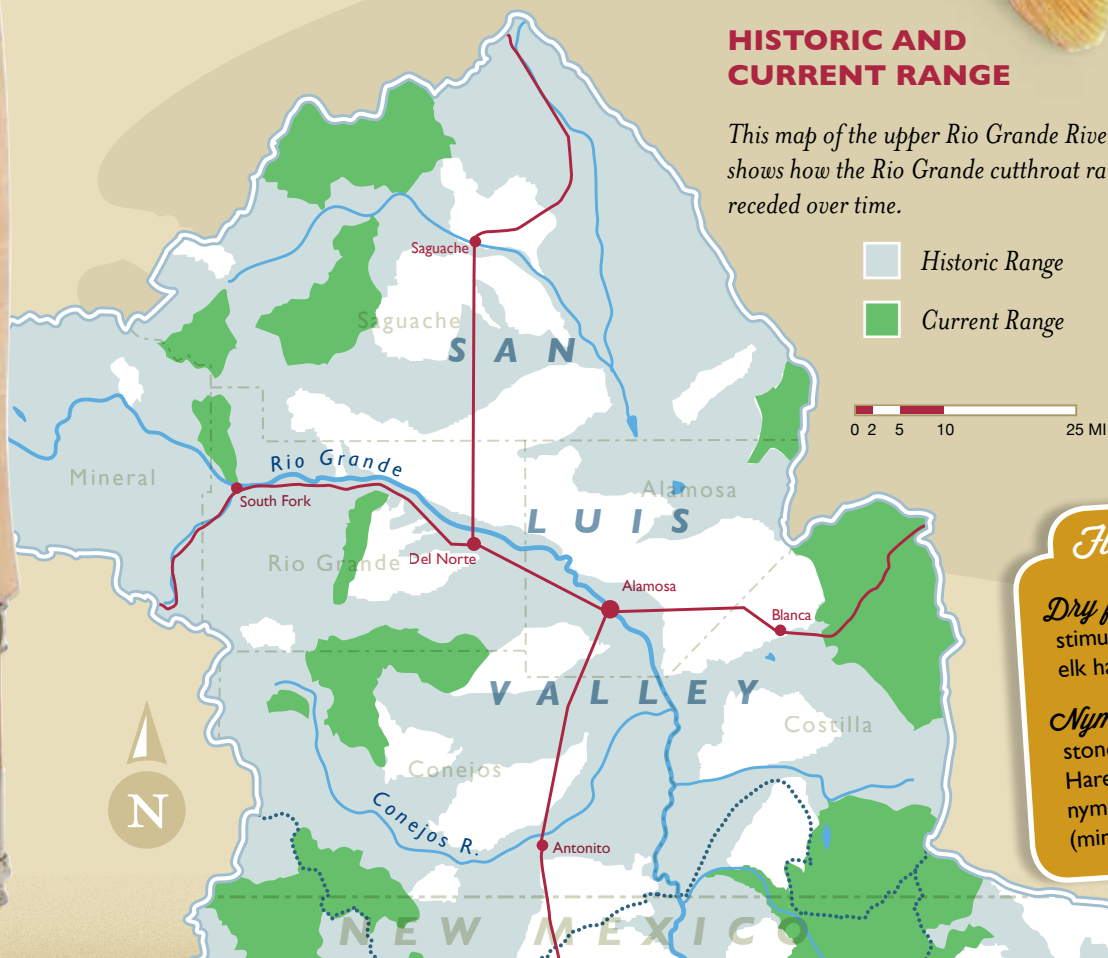 HISTORIC AND
CURRENT RANGE
This map of the upper Rio Grande
shows how the Rio Grande cutthroat
receded over time.
Historic Range
Current Range
0 2 5 10 25 MI
Saguache
Saguache
SAN
Rio Grande
Mineral
South Fork
Alamosa
LUIS
Rio Grande
Del Norte
Alamosa
Blanca
VALLEY
Costilla
Conejos
Conejos R.
Antonito
NEW MEXICO
N
Dry
elk